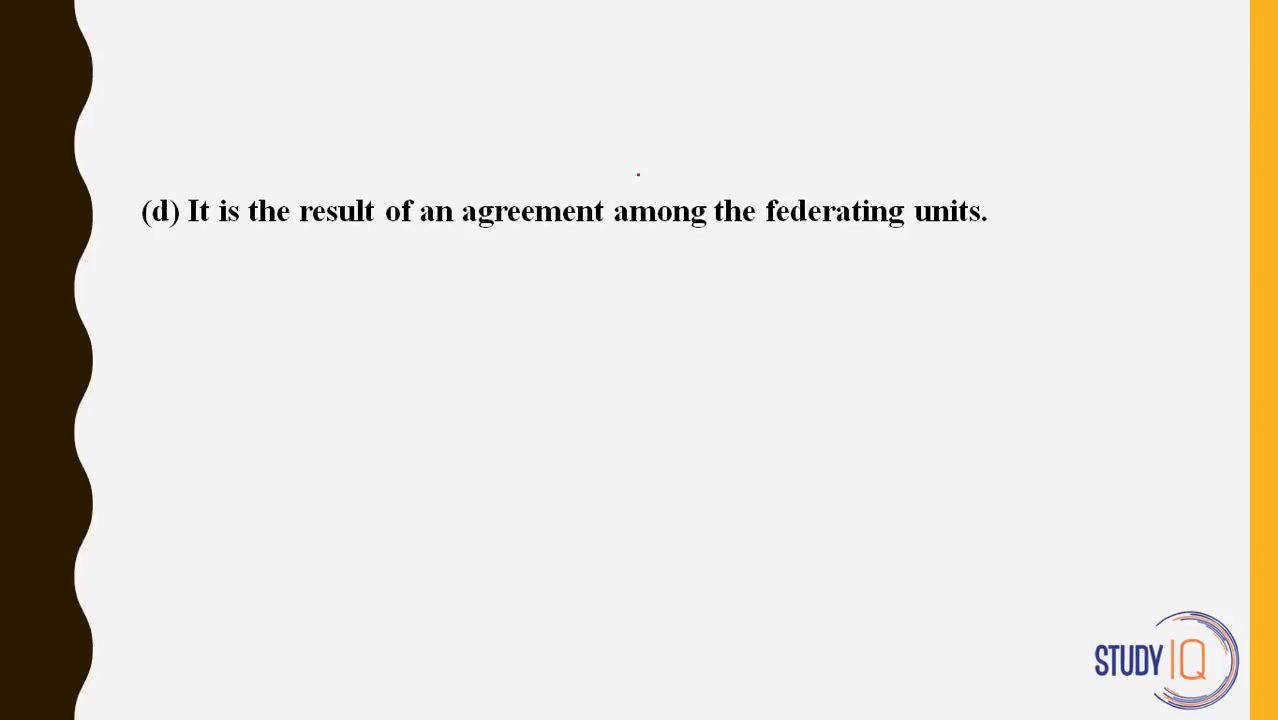 (d) It is the result of an agreement among the federating units.
STUDY IQ